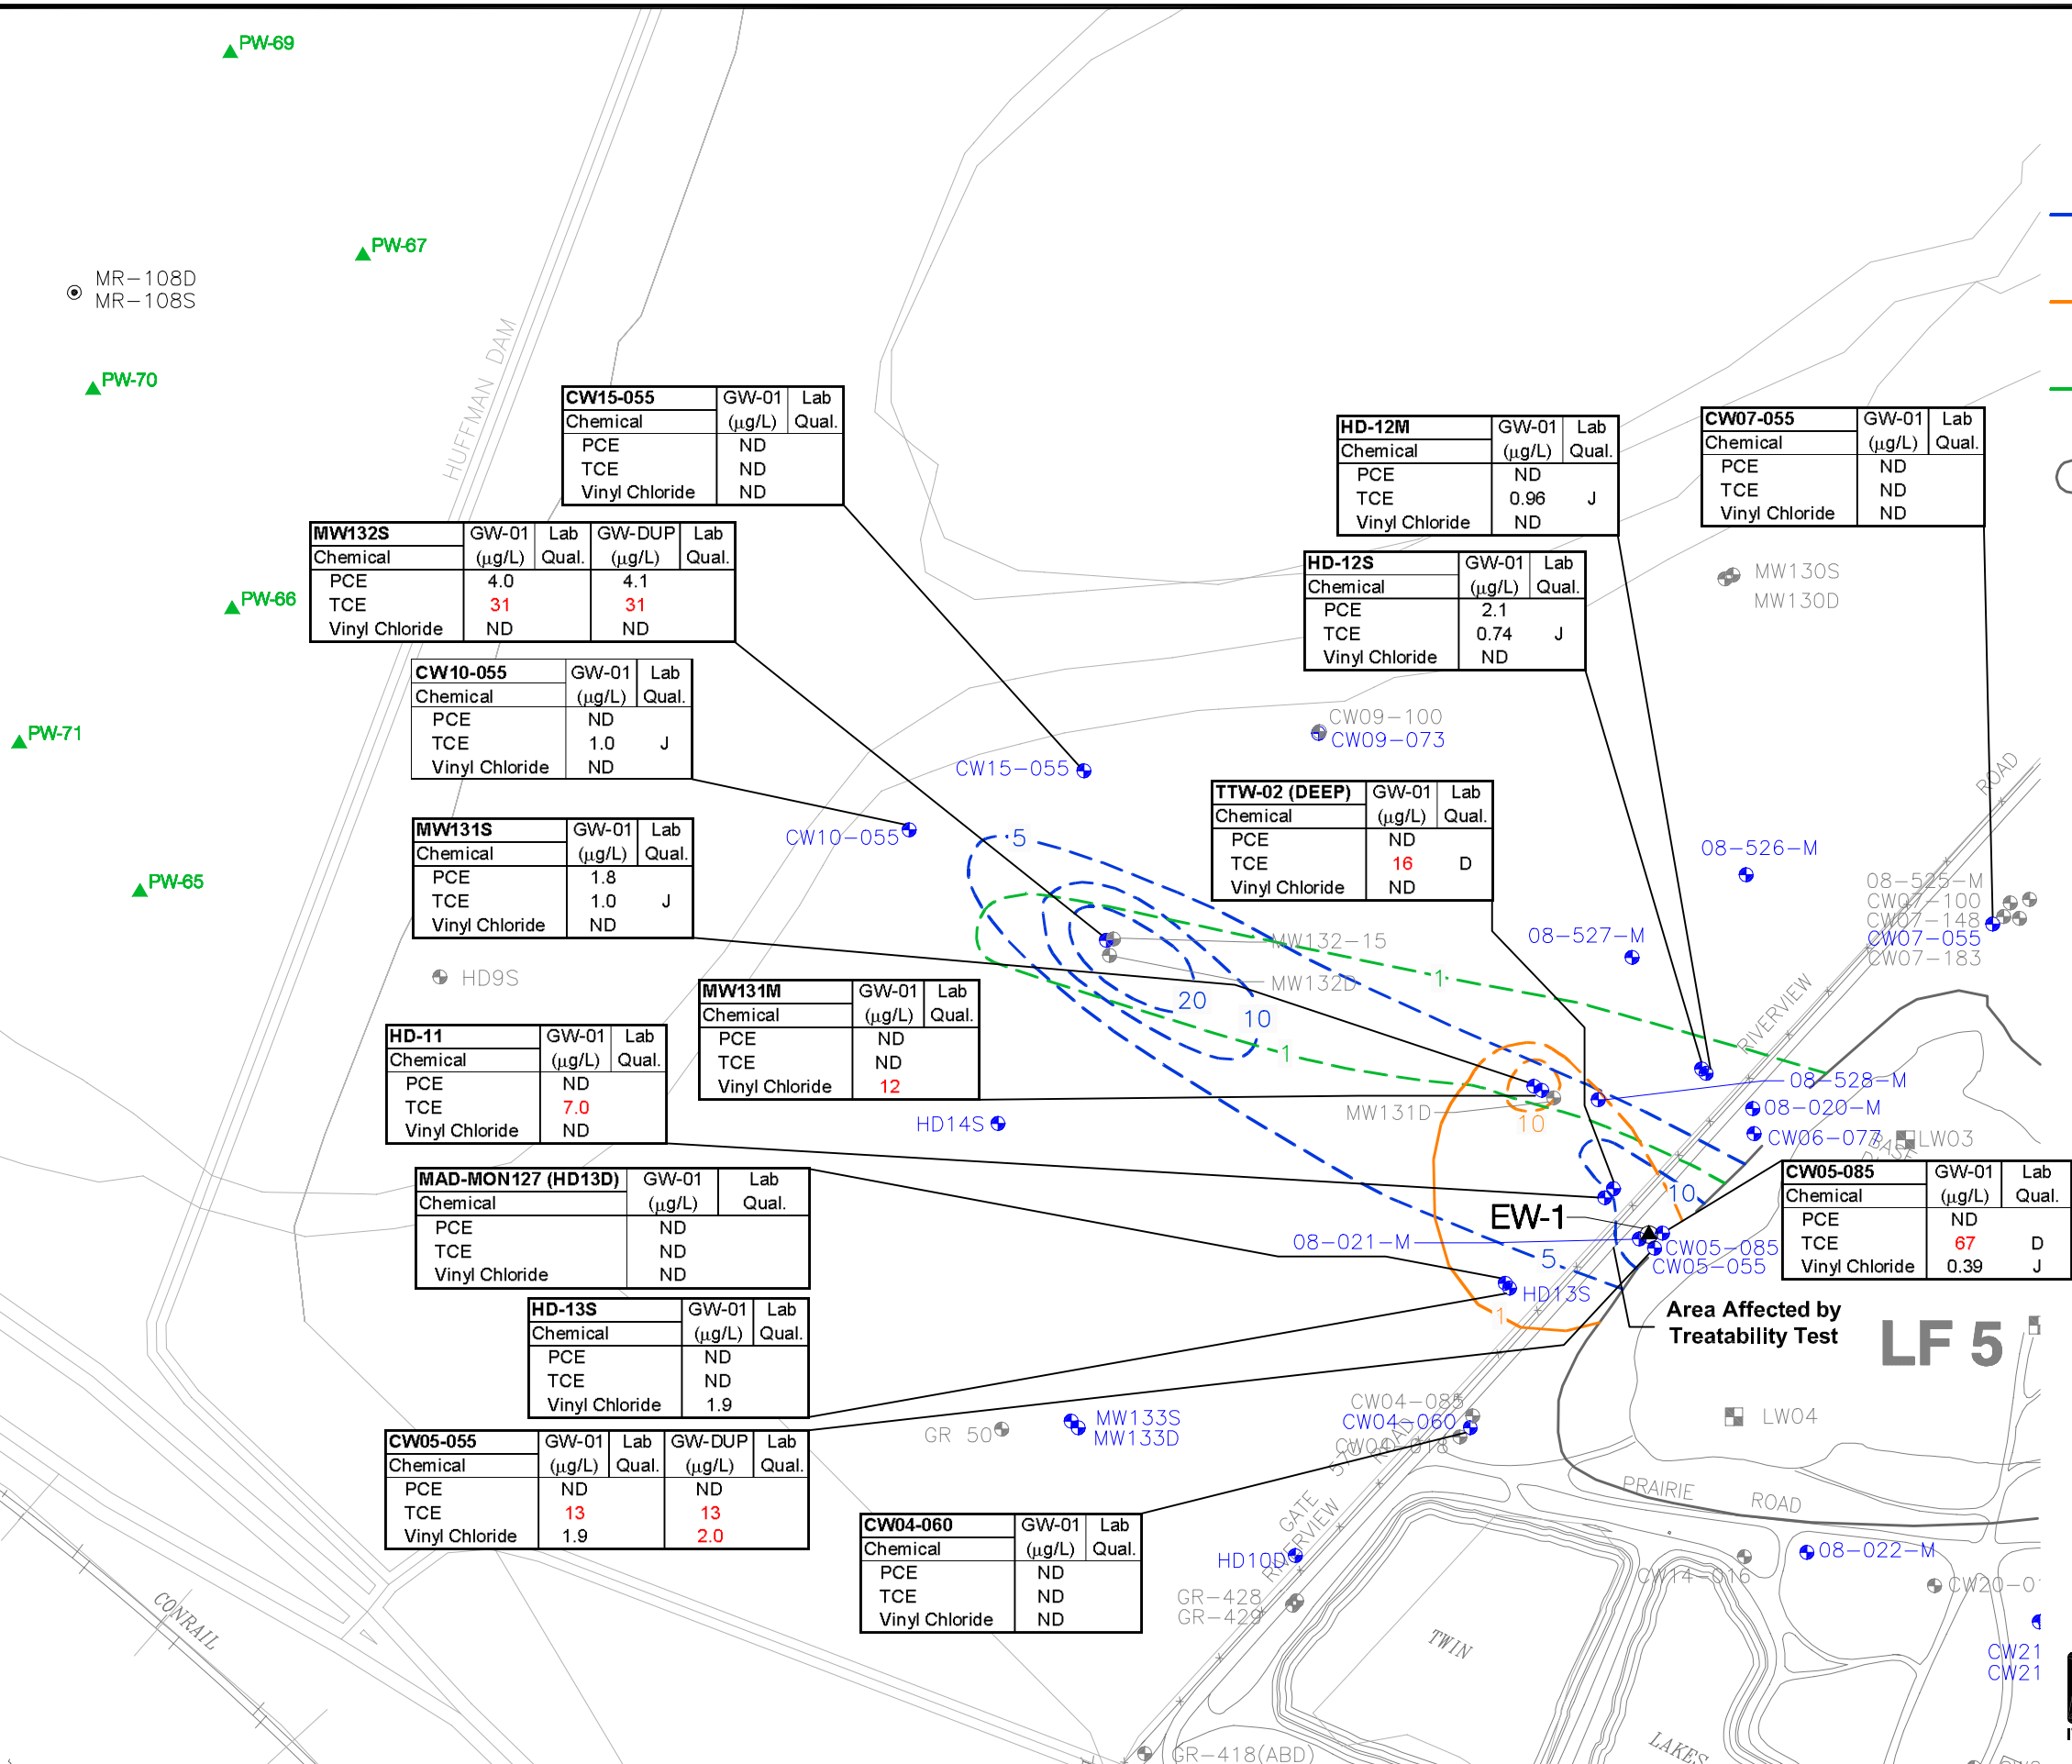 PW-69
PW-67
MR-108D
MR-108S
HUFFMAN DAM
PW-70
PW-66
PW-71
PW-65
CW15-055 GW-01 Lab
Chemical (µg/L) Qual.
PCE ND
TCE ND
Vinyl Chloride ND
HD-12M GW-01 Lab
Chemical (µg/L) Qual.
PCE ND
TCE 0.96 J
Vinyl Chloride ND
CW07-055 GW-01 Lab
Chemical (µg/L) Qual.
PCE ND
TCE ND
Vinyl Chloride ND
MW132S GW-01 Lab GW-DUP Lab
Chemical (µg/L) Qual. (µg/L) Qual.
PCE 4.0 4.1
TCE 31 31
Vinyl Chloride ND ND
HD-12S GW-01 Lab
Chemical (µg/L) Qual.
PCE 2.1
TCE 0.74 J
Vinyl Chloride ND
MW130S
MW130D
CW10-055 GW-01 Lab
Chemical (µg/L) Qual.
PCE ND
TCE 1.0 J
Vinyl Chloride ND
CW09-100
CW09-073
CW15-055
CW10-055
TTW-02 (DEEP) GW-01 Lab
Chemical (µg/L) Qual.
PCE ND
TCE 16 D
Vinyl Chloride ND
ROAD
MW131S GW-01 Lab
Chemical (µg/L) Qual.
PCE 1.8
TCE 1.0 J
Vinyl Chloride ND
5
08-526-M
08-525-M
CW07-100
CW07-148
CW07-055
CW07-183
08-527-M
MW132-15
MW132D
1
HD9S
20
10
1
RIVERVIEW
MW131M GW-01 Lab
Chemical (µg/L) Qual.
PCE ND
TCE ND
Vinyl Chloride 12
HD-11 GW-01 Lab
Chemical (µg/L) Qual.
PCE ND
TCE 7.0
Vinyl Chloride ND
08-528-M
08-020-M
CW06-077
LW03
MW131D
10
HD14S
MAD-MON127 (HD13D) GW-01 Lab
Chemical (µg/L) Qual.
PCE ND
TCE ND
Vinyl Chloride ND
CW05-085 GW-01 Lab
Chemical (µg/L) Qual.
PCE ND
TCE 67 D
Vinyl Chloride 0.39 J
10
EW-1
08-021-M
5
CW05-085
CW05-055
HD13S
1
Area Affected by
Treatability Test
LF 5
HD-13S GW-01 Lab
Chemical (µg/L) Qual.
PCE ND
TCE ND
Vinyl Chloride 1.9
CW05-055 GW-01 Lab GW-DUP Lab
Chemical (µg/L) Qual. (µg/L) Qual.
PCE ND ND
TCE 13 13
Vinyl Chloride 1.9 2.0
GR 50
MW133S
MW133D
CW04-085
CW04-060
CW04-018
LW04
PRAIRIE ROAD
GATE
RIVERVIEW ROAD
CW04-060 GW-01 Lab
Chemical (µg/L) Qual.
PCE ND
TCE ND
Vinyl Chloride ND
HD10D
GR-428
GR-429
08-022-M
CW14-016
CW20-0
CW21
CW21
CONRAIL
TWIN
LAKES
GR-418(ABD)